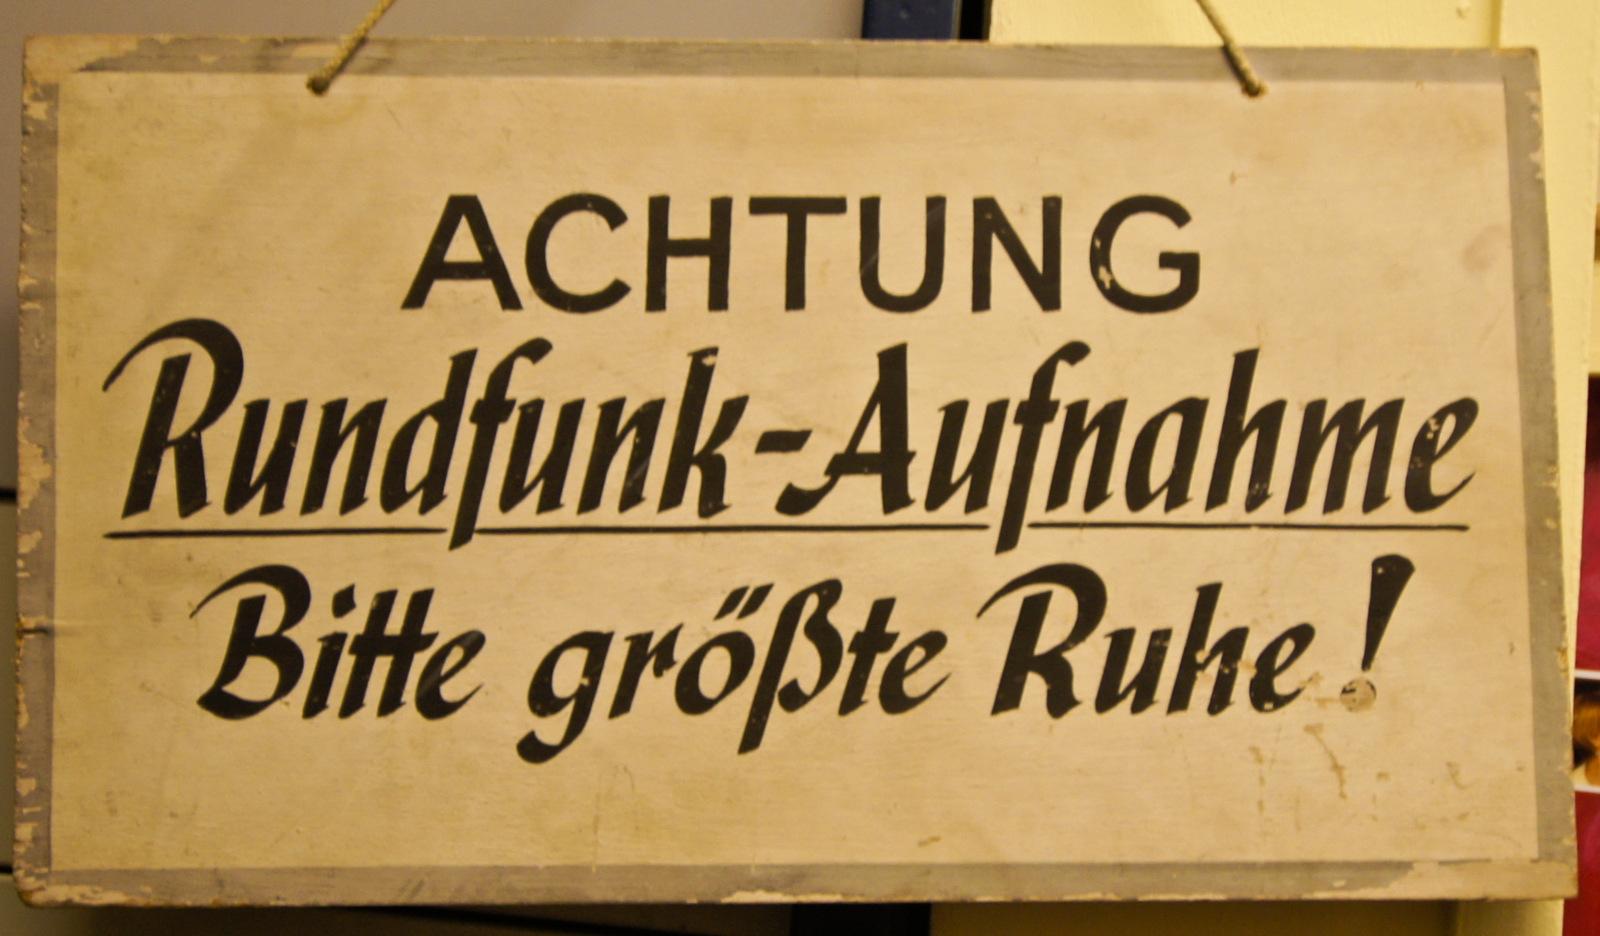 ACHTUNG
Rundfunk-Aufnahme
Bitte größte Ruhe!